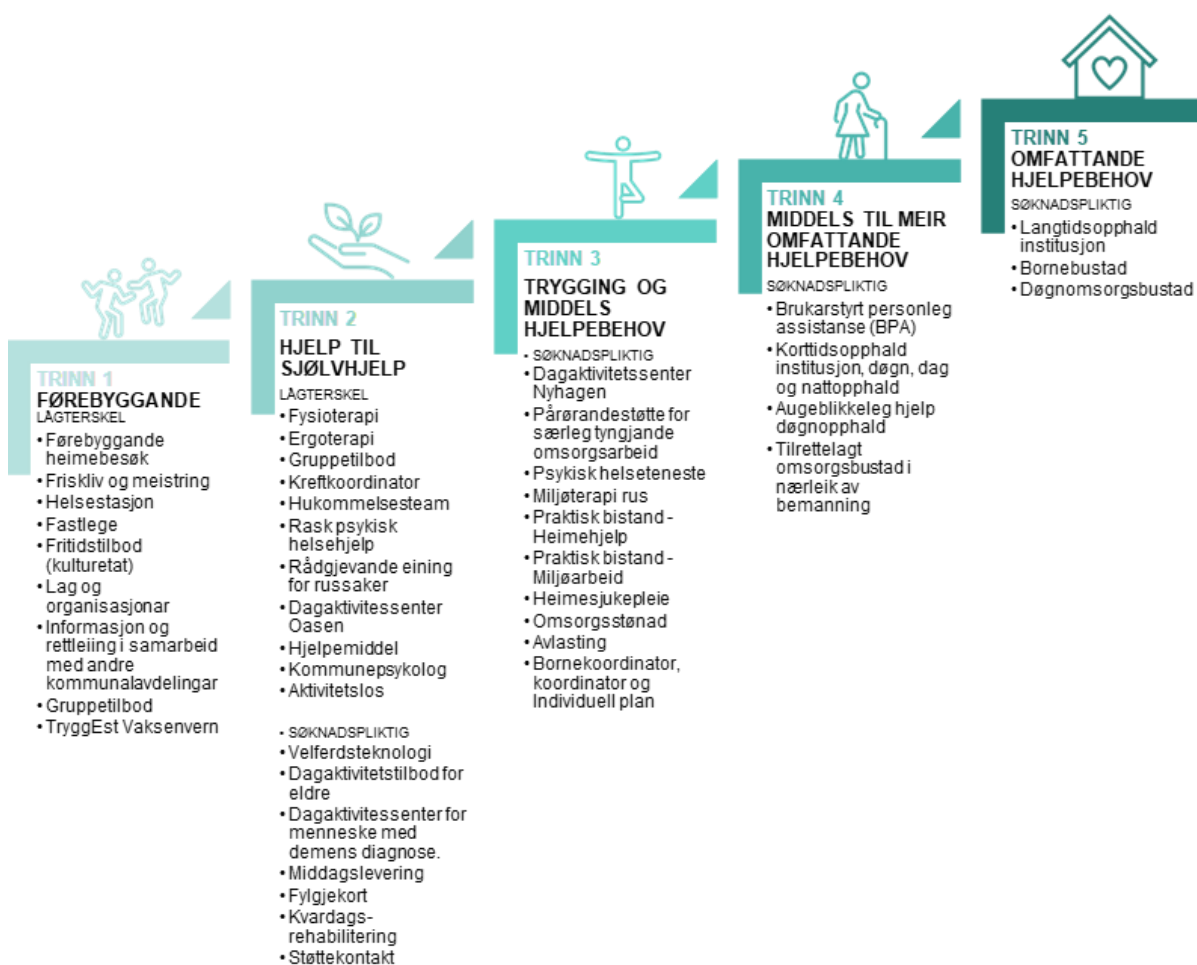 TRINN 1
FØREBYGGANDE
LÅGTERSKEL
• Førebyggande
heimebesøk
• Friskliv og meistring
• Helsestasjon
• Fastlege
• Fritidstilbod
(kulturetat)
• Lag og
organisasjonar
• Informasjon og
rettleiing i samarbeid
med andre
kommunalavdelingar
• Gruppetilbod
• TryggEst Vaksenvern
TRINN 2
HJELP TIL
SJØLVHJELP
LÅGTERSKEL
• Fysioterapi
• Ergoterapi
• Gruppetilbod
• Kreftkoordinator
• Hukommelsesteam
• Rask psykisk
helsehjelp
• Rådgjevande eining
for russaker
• Dagaktivitessenter
Oasen
• Hjelpemiddel
• Kommunepsykolog
• Aktivitetslos
• SØKNADSPLIKTIG
• Velferdsteknologi
• Dagaktivitetstilbod for
eldre
• Dagaktivitessenter for
menneske med
demens diagnose.
• Middagslevering
• Fylgjekort
• Kvardags-
rehabilitering
• Støttekontakt
TRINN 3
TRYGGING OG
MIDDELS
HJELPEBEHOV
• SØKNADSPLIKTIG
• Dagaktivitetssenter
Nyhagen
• Pårørandestøtte for
særleg tyngjande
omsorgsarbeid
• Psykisk helseteneste
• Miljøterapi rus
• Praktisk bistand -
Heimehjelp
• Praktisk bistand -
Miljøarbeid
• Heimesjukepleie
• Omsorgsstønad
• Avlasting
• Bornekoordinator,
koordinator og
Individuell plan
TRINN 4
MIDDELS TIL MEIR
OMFATTANDE
HJELPEBEHOV
SØKNADSPLIKTIG
• Brukarstyrt personleg
assistanse (BPA)
• Korttidsopphald
institusjon, døgn, dag
og nattopphald
• Augeblikkeleg hjelp
døgnopphald
• Tilrettelagt
omsorgsbustad i
nærleik av
bemanning
TRINN 5
OMFATTANDE
HJELPEBEHOV
SØKNADSPLIKTIG
• Langtidsopphald
institusjon
• Bornebustad
• Døgnomsorgsbustad